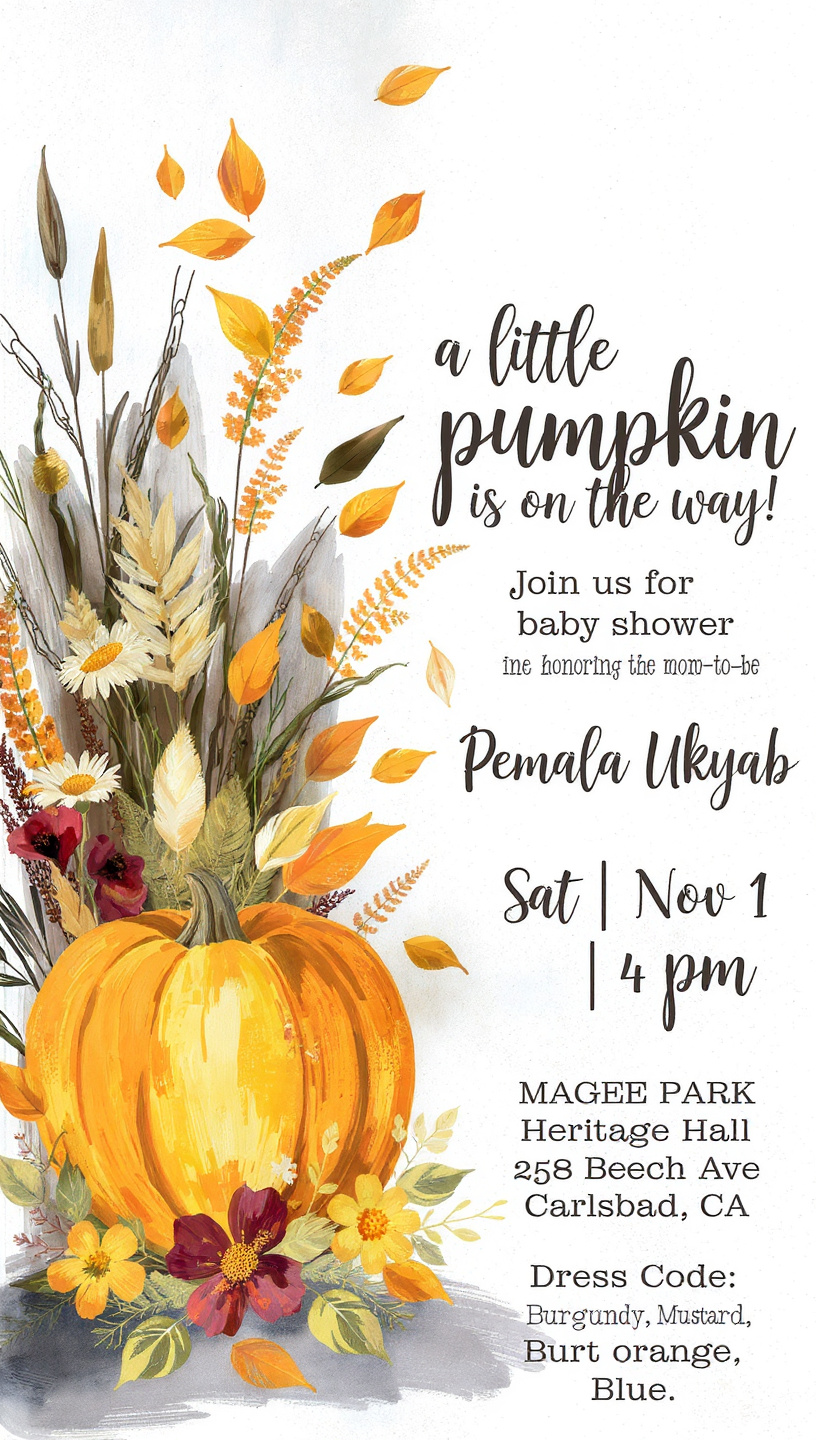 a little
pumpkin
is on the way!
Join us for
baby shower
ine honoring the mom-to-be
Pemala Ukyab
Sat | Nov 1
| 4 pm
MAGEE PARK
Heritage Hall
258 Beech Ave
Carlsbad, CA
Dress Code:
Burgundy, Mustard,
Burt orange,
Blue.